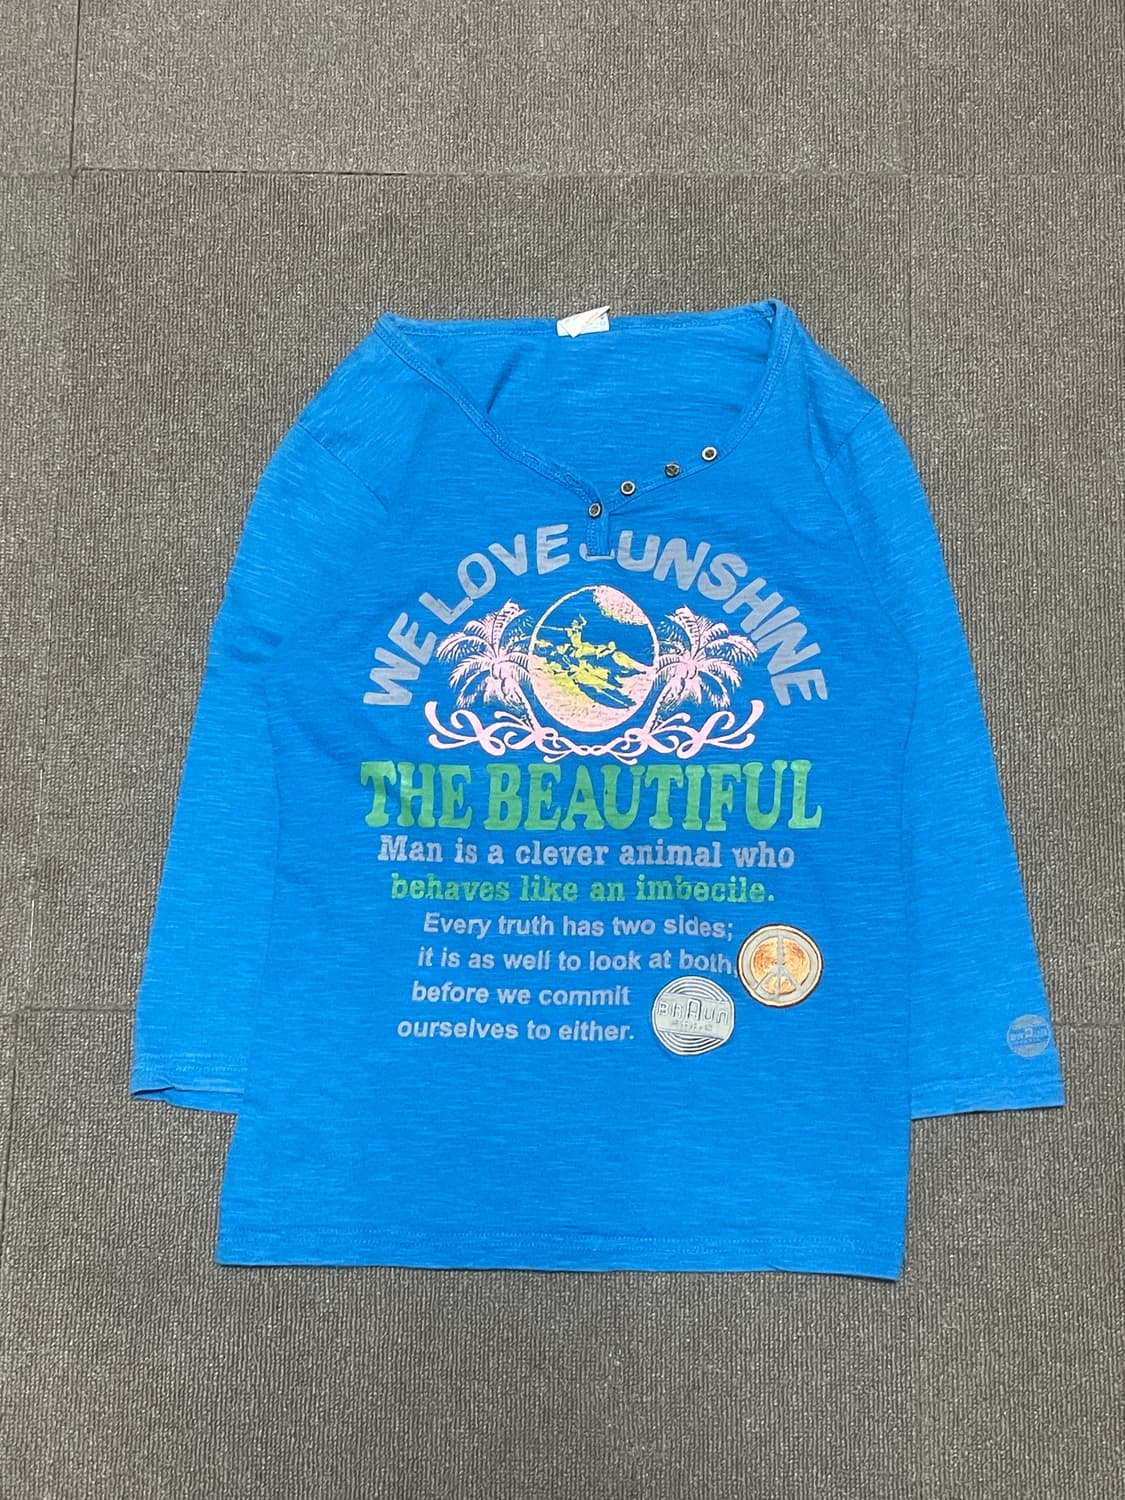 WE LOVE SUNSHINE
THE BEAUTIFUL
Man is a clever animal who
behaves like an imbecile.
Every truth has two sides;
it is as well to look at both,
before we commit
ourselves to either.